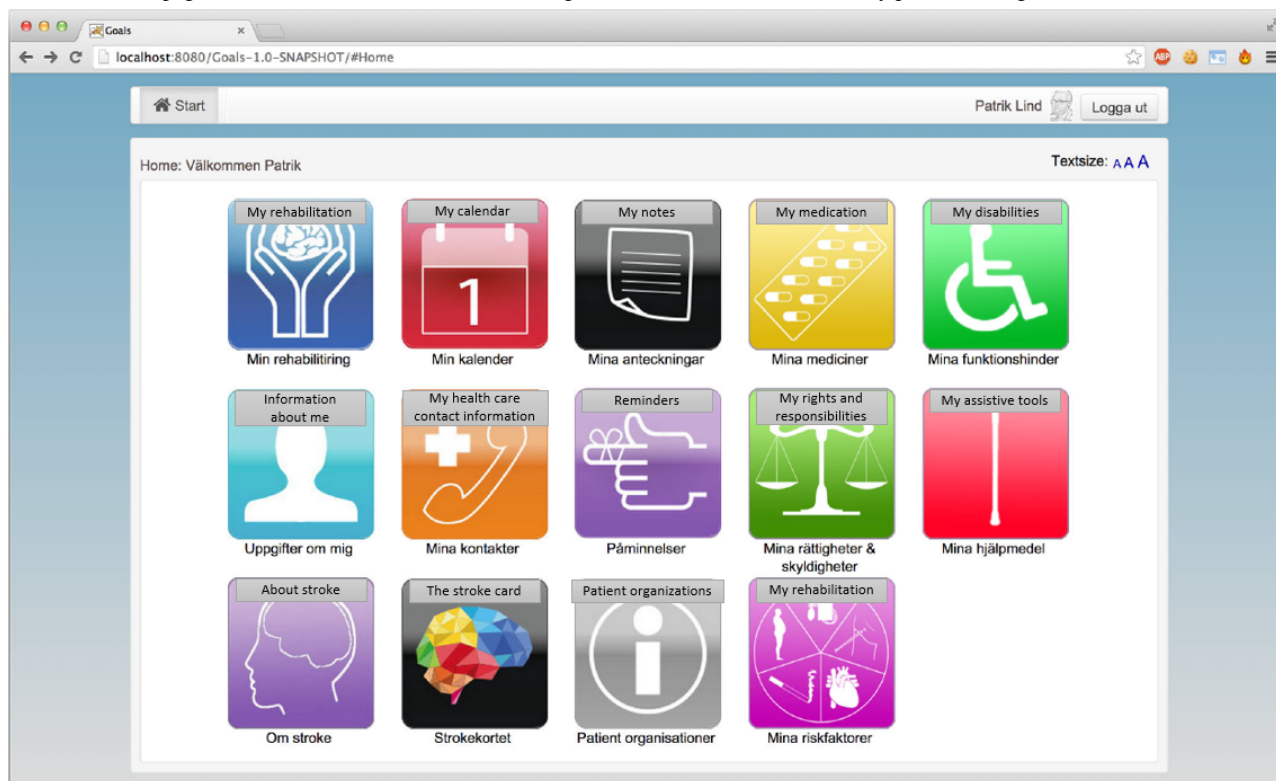 Goals
localhost:8080/Goals-1.0-SNAPSHOT/#Home
ABP
Start
Patrik Lind
Logga ut
Home: Välkommen Patrik
Textsize: A A A
My rehabilitation
My calendar
My notes
My medication
My disabilities
1
Min rehabilitiring
Min kalender
Mina anteckningar
Mina mediciner
Mina funktionshinder
Information
about me
My health care
contact information
Reminders
My rights and
responsibilities
My assistive tools
Uppgifter om mig
Mina kontakter
Påminnelser
Mina rättigheter &
skyldigheter
Mina hjälpmedel
About stroke
The stroke card
Patient organizations
My rehabilitation
Om stroke
Strokekortet
Patient organisationer
Mina riskfaktorer